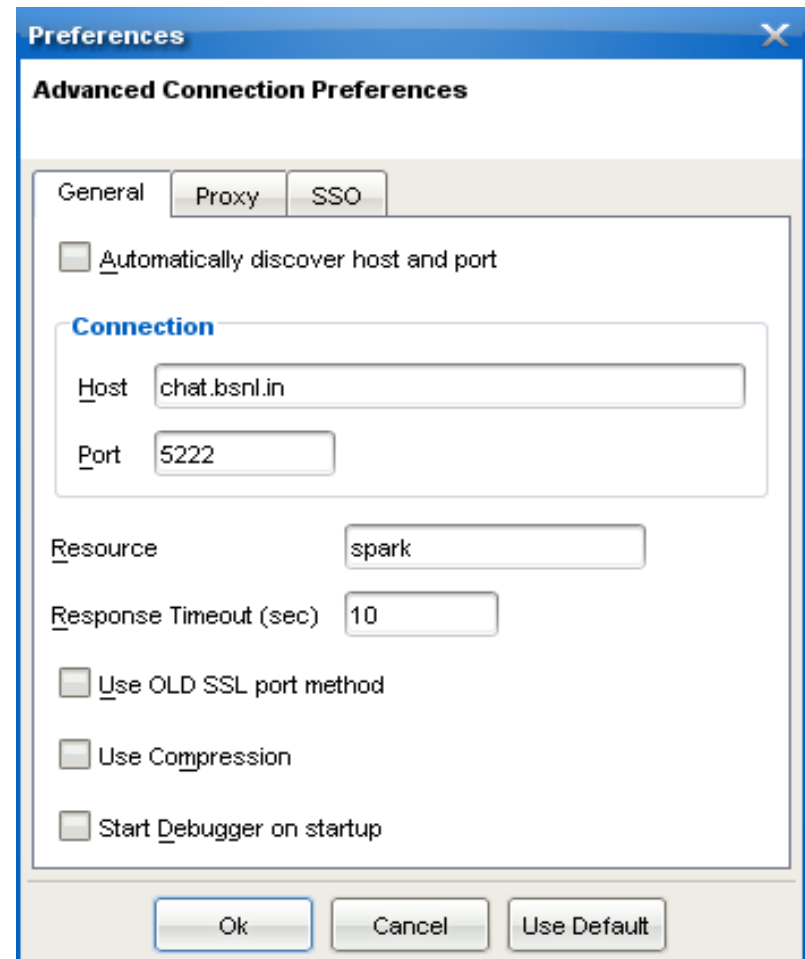 Preferences
Advanced Connection Preferences
General Proxy SSO
Automatically discover host and port
Connection
Host chat.bsnl.in
Port 5222
Resource spark
Response Timeout (sec) 10
Use OLD SSL port method
Use Compression
Start Debugger on startup
Ok Cancel Use Default